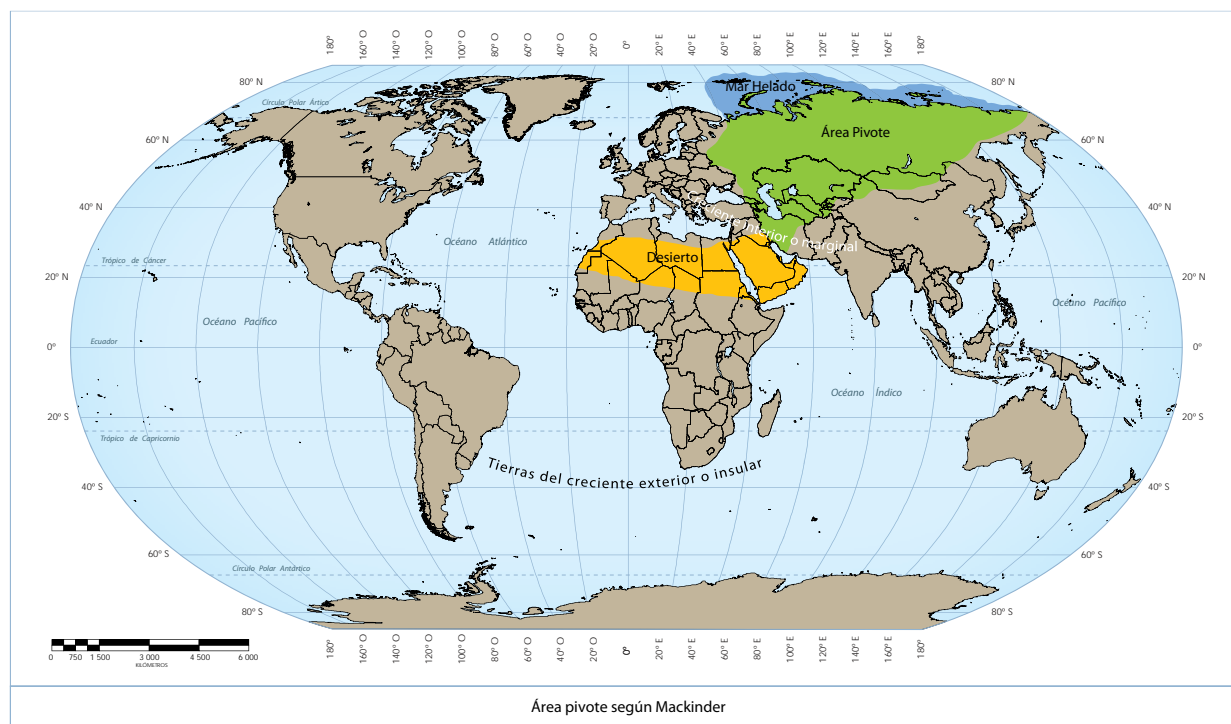 180° 160° O 140° O 120° O 100° O 80° O 60° O 40° O 20° O 0° 20° E 40° E 60° E 80° E 100° E 120° E 140° E 160° E 180°
80° N
80° N
Mar Helado
Círculo Polar Ártico
Área Pivote
60° N
60° N
40° N
40° N
Creciente interior o marginal
Océano Atlántico
Desierto
Trópico de Cáncer
20° N
20° N
Océano Pacífico
Océano Pacífico
Ecuador
0°
0°
Océano Índico
20° S
20° S
Trópico de Capricornio
Tierras del creciente exterior o insular
40° S
40° S
60° S
60° S
Círculo Polar Antártico
80° S
80° S
180° 160° O 140° O 120° O 100° O 80° O 60° O 40° O 20° O 0° 20° E 40° E 60° E 80° E 100° E 120° E 140° E 160° E 180°
0 750 1 500 3 000 4 500 6 000
KILÓMETROS
Área pivote según Mackinder